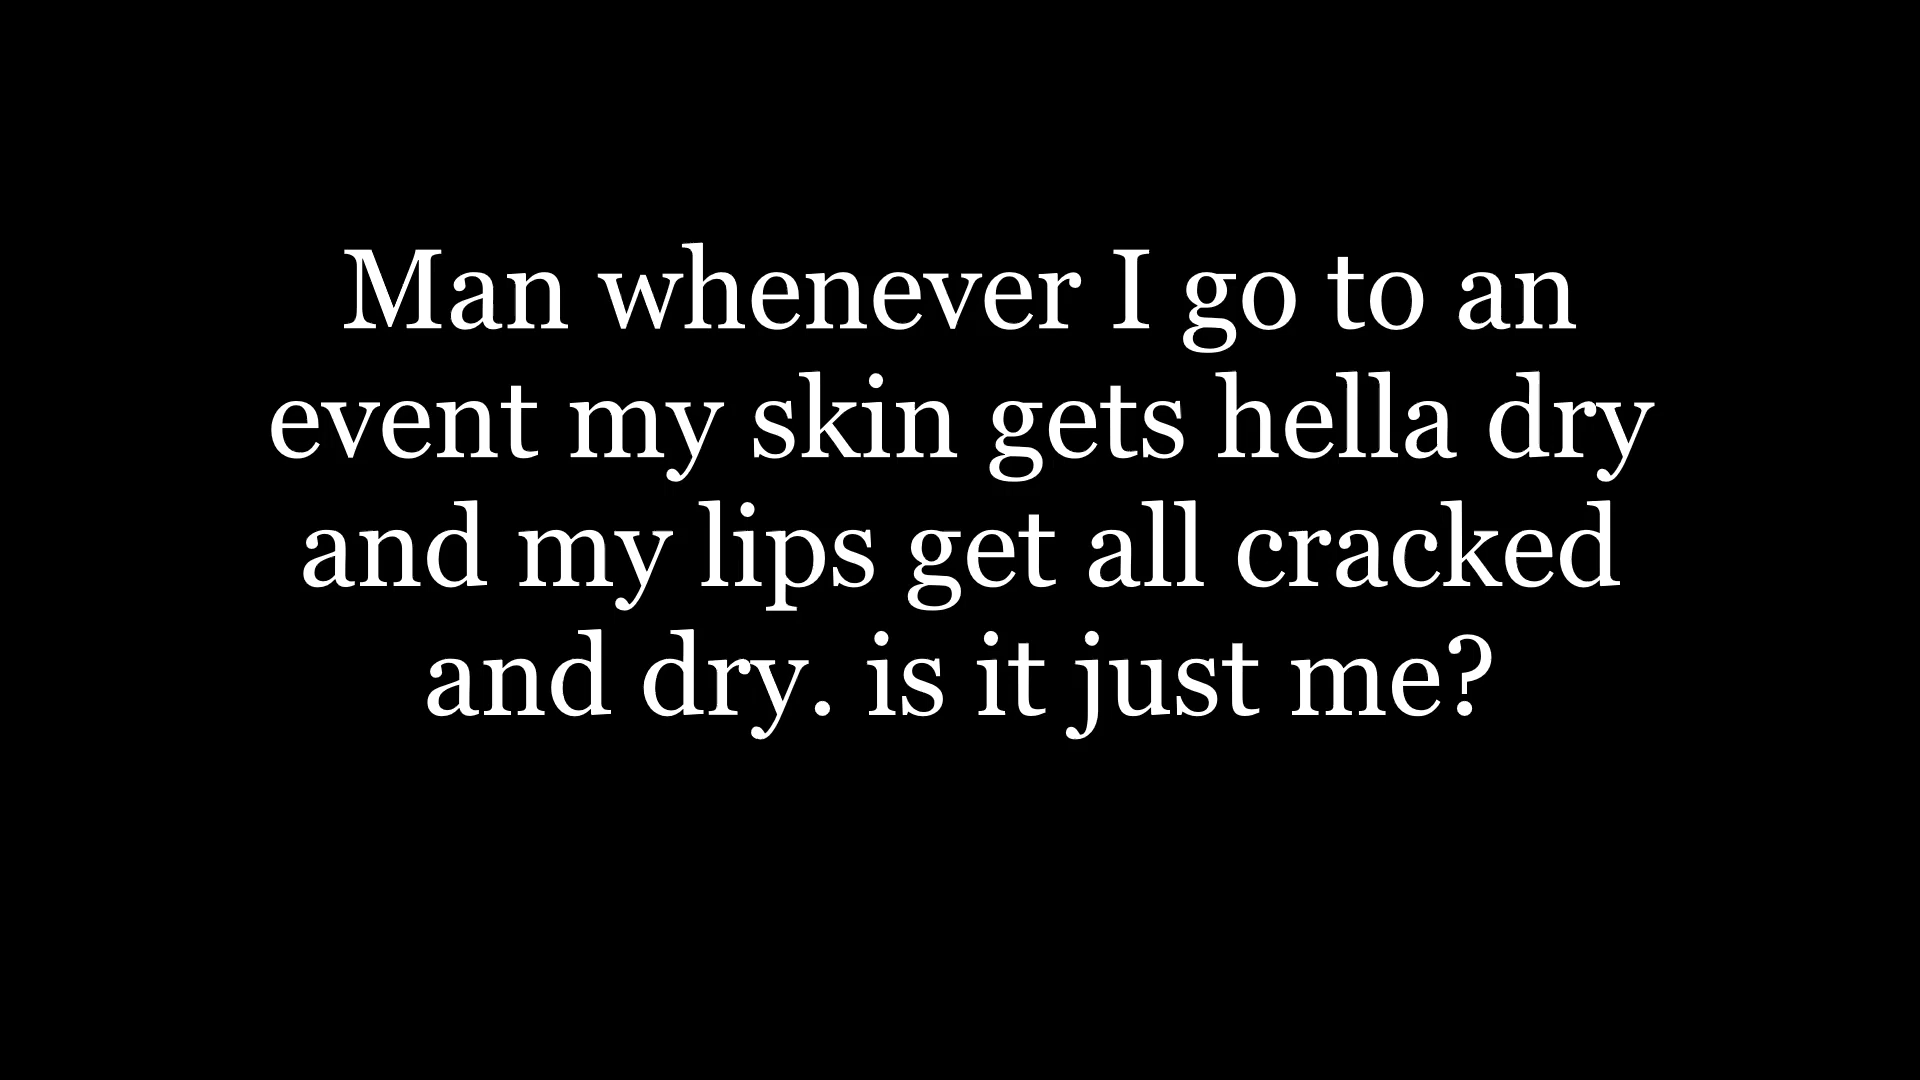 Man whenever I go to an
event my skin gets hella dry
and my lips get all cracked
and dry. is it just me?